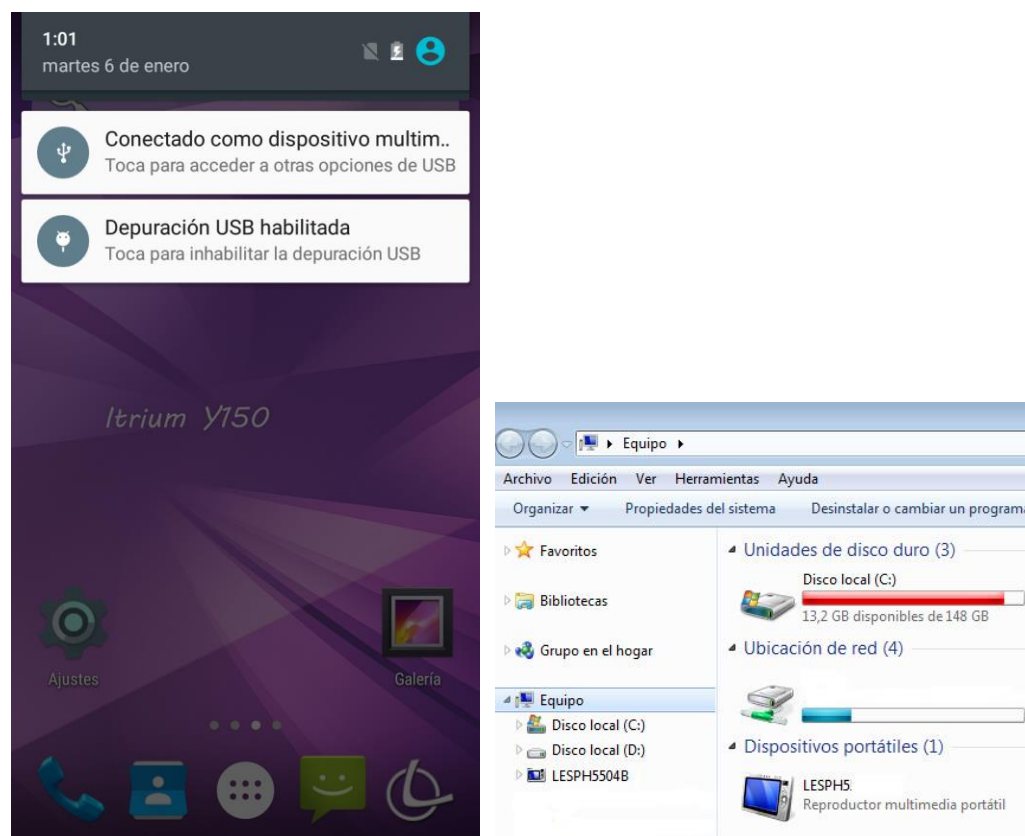 1:01
martes 6 de enero
Conectado como dispositivo multim..
Toca para acceder a otras opciones de USB
Depuración USB habilitada
Toca para inhabilitar la depuración USB
Itrium Y150
Ajustes
Galería
Equipo
Archivo Edición Ver Herramientas Ayuda
Organizar Propiedades del sistema Desinstalar o cambiar un programa
Favoritos
Bibliotecas
Grupo en el hogar
Equipo
Disco local (C:)
Disco local (D:)
LESPH5504B
Unidades de disco duro (3)
Disco local (C:)
13,2 GB disponibles de 148 GB
Ubicación de red (4)
Dispositivos portátiles (1)
LESPH5
Reproductor multimedia portátil